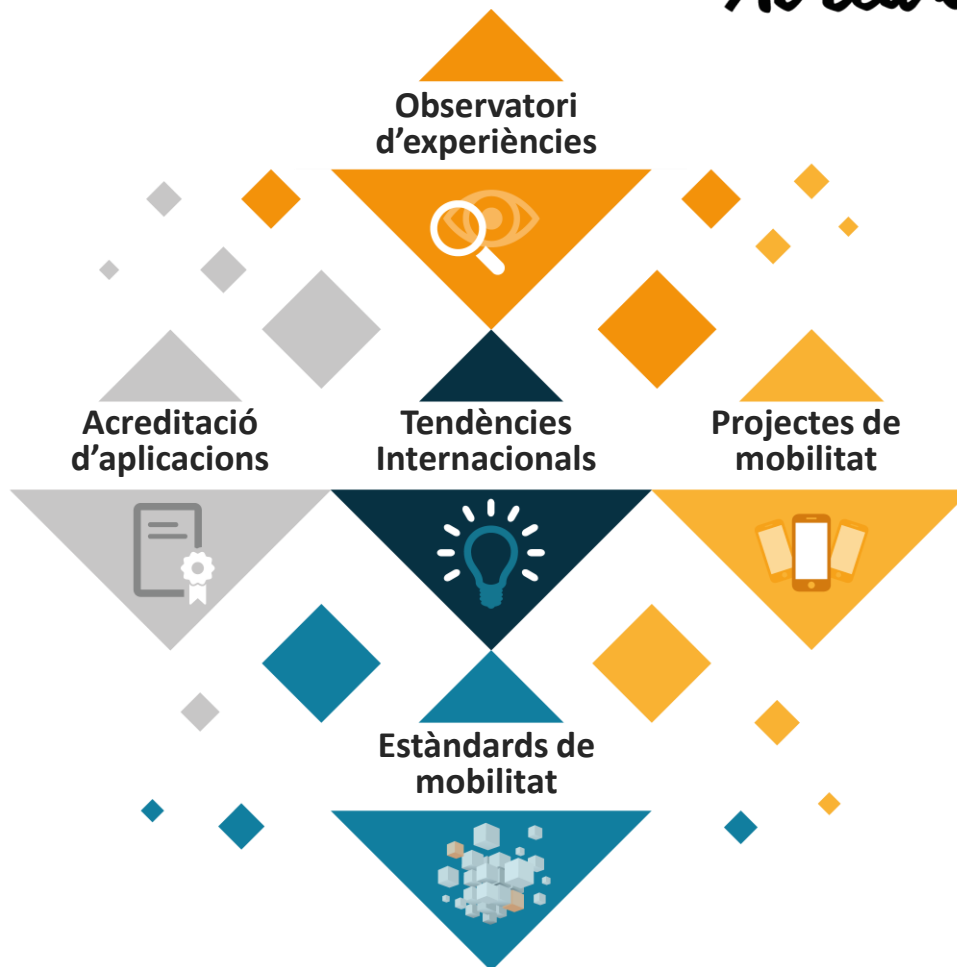 Observatori
d’experiències
Acreditació
d’aplicacions
Tendències
Internacionals
Projectes de
mobilitat
Estàndards de
mobilitat